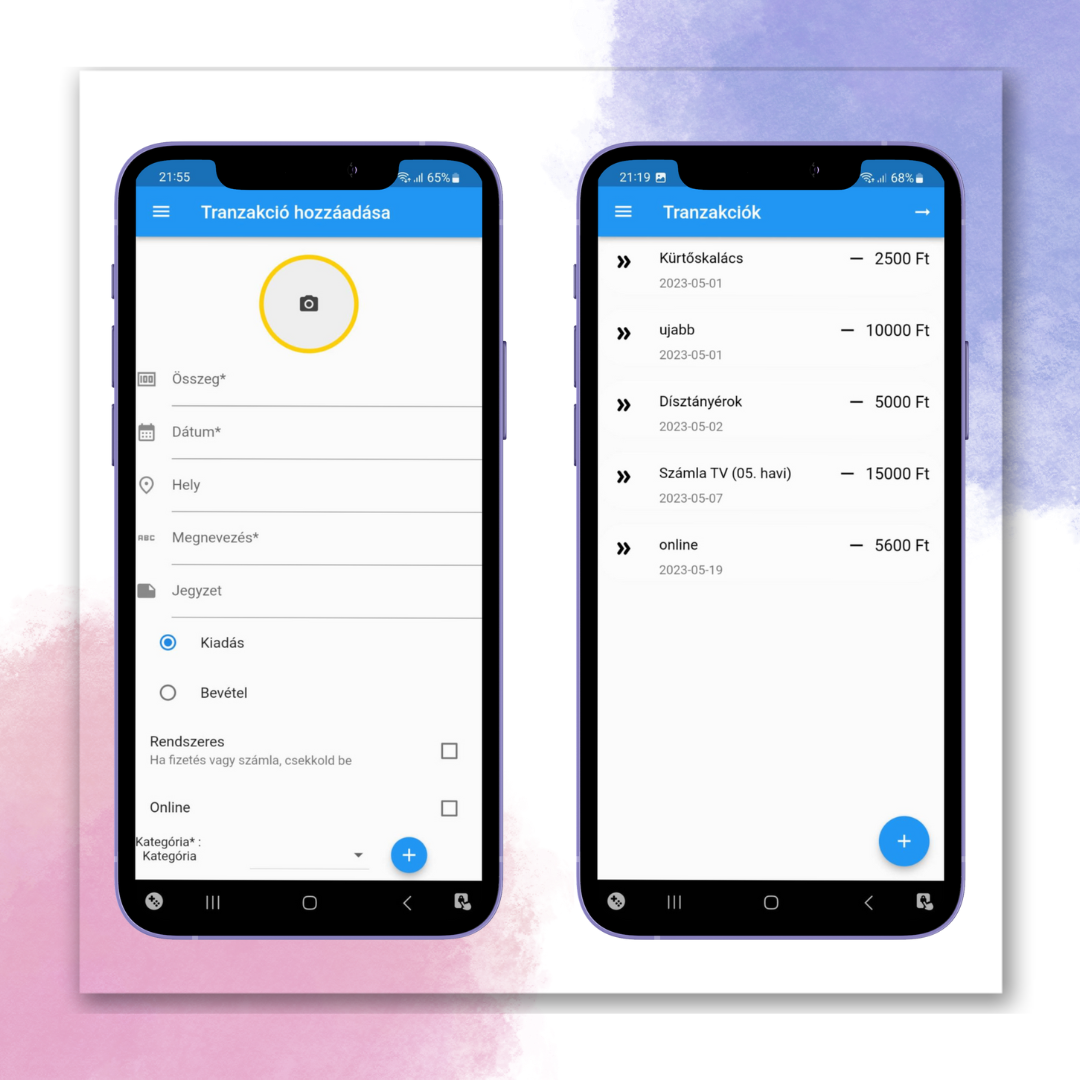 21:55
65%
Tranzakció hozzáadása
Összeg*
Dátum*
Hely
ABC
Megnevezés*
Jegyzet
Kiadás
Bevétel
Rendszeres
Ha fizetés vagy számla, csekkold be
Online
Kategória* :
Kategória
21:19
68%
Tranzakciók
Kürtőskalács
— 2500 Ft
2023-05-01
ujabb
— 10000 Ft
2023-05-01
Dísztányérok
— 5000 Ft
2023-05-02
Számla TV (05. havi)
— 15000 Ft
2023-05-07
online
— 5600 Ft
2023-05-19